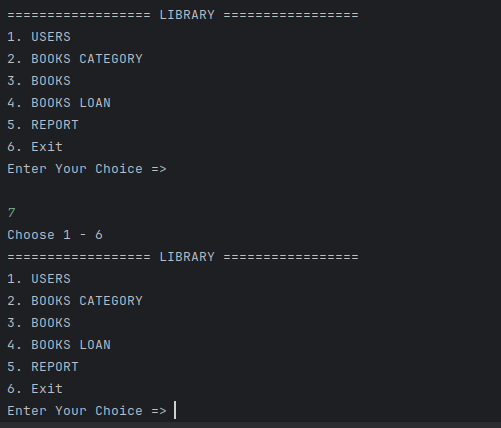 ================== LIBRARY =================
1. USERS
2. BOOKS CATEGORY
3. BOOKS
4. BOOKS LOAN
5. REPORT
6. Exit
Enter Your Choice =>
7
Choose 1 - 6
================== LIBRARY =================
1. USERS
2. BOOKS CATEGORY
3. BOOKS
4. BOOKS LOAN
5. REPORT
6. Exit
Enter Your Choice =>